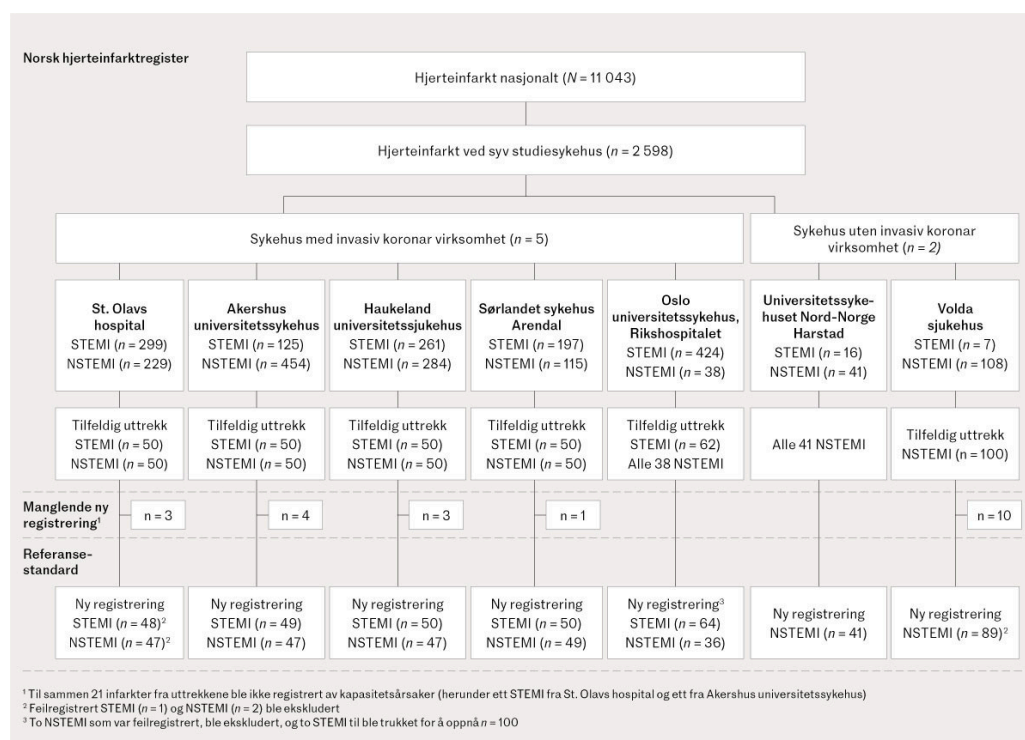 Norsk hjerteinfarktregister
Hjerteinfarkt nasjonalt (N = 11 043)
Hjerteinfarkt ved syv studiesykehus (n = 2 598)
Sykehus med invasiv koronar virksomhet (n = 5)
Sykehus uten invasiv koronar
virksomhet (n = 2)
St. Olavs
hospital
STEMI (n = 299)
NSTEMI (n = 229)
Akershus
universitetssykehus
STEMI (n = 125)
NSTEMI (n = 454)
Haukeland
universitetssjukehus
STEMI (n = 261)
NSTEMI (n = 284)
Sørlandet sykehus
Arendal
STEMI (n = 197)
NSTEMI (n = 115)
Oslo
universitetssykehus,
Rikshospitalet
STEMI (n = 424)
NSTEMI (n = 38)
Universitetssyke-
huset Nord-Norge
Harstad
STEMI (n = 16)
NSTEMI (n = 41)
Volda
sjukehus
STEMI (n = 7)
NSTEMI (n = 108)
Tilfeldig uttrekk
STEMI (n = 50)
NSTEMI (n = 50)
Tilfeldig uttrekk
STEMI (n = 50)
NSTEMI (n = 50)
Tilfeldig uttrekk
STEMI (n = 50)
NSTEMI (n = 50)
Tilfeldig uttrekk
STEMI (n = 50)
NSTEMI (n = 50)
Tilfeldig uttrekk
STEMI (n = 62)
Alle 38 NSTEMI
Alle 41 NSTEMI
Tilfeldig uttrekk
NSTEMI (n = 100)
Manglende ny
registrering¹
n = 3
n = 4
n = 3
n = 1
n = 10
Referanse-
standard
Ny registrering
STEMI (n = 48)²
NSTEMI (n = 47)²
Ny registrering
STEMI (n = 49)
NSTEMI (n = 47)
Ny registrering
STEMI (n = 50)
NSTEMI (n = 47)
Ny registrering
STEMI (n = 50)
NSTEMI (n = 49)
Ny registrering³
STEMI (n = 64)
NSTEMI (n = 36)
Ny registrering
NSTEMI (n = 41)
Ny registrering
NSTEMI (n = 89)²
¹ Til sammen 21 infarkter fra uttrekkene ble ikke registrert av kapasitetsårsaker (herunder ett STEMI fra St. Olavs hospital og ett fra Akershus universitetssykehus)
² Feilregistrert STEMI (n = 1) og NSTEMI (n = 2) ble ekskludert
³ To NSTEMI som var feilregistrert, ble ekskludert, og to STEMI til ble trukket for å oppnå n = 100